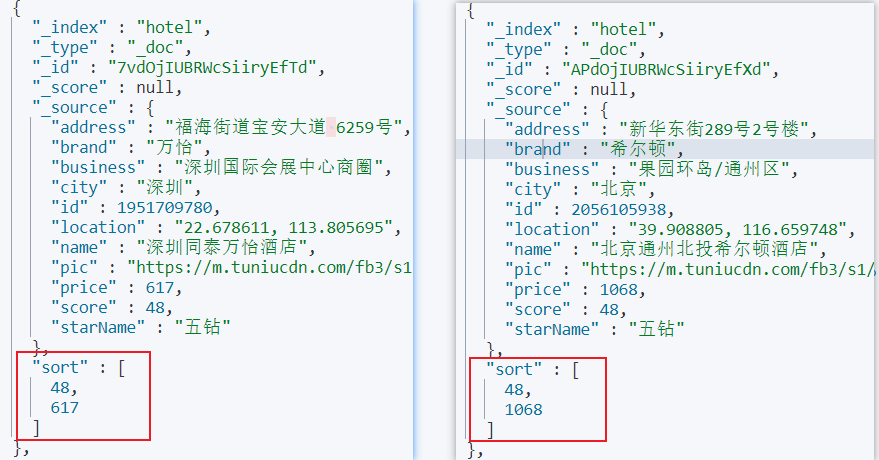 {
"_index" : "hotel",
"_type" : "_doc",
"_id" : "7vdOjIUBRWcSiiryEfTd",
"_score" : null,
"_source" : {
"address" : "福海街道宝安大道 6259号",
"brand" : "万怡",
"business" : "深圳国际会展中心商圈",
"city" : "深圳",
"id" : 1951709780,
"location" : "22.678611, 113.805695",
"name" : "深圳同泰万怡酒店",
"pic" : "https://m.tuniucdn.com/fb3/s1
"price" : 617,
"score" : 48,
"starName" : "五钻"
},
"sort" : [
48,
617
]
},
{
"_index" : "hotel",
"_type" : "_doc",
"_id" : "APdOjIUBRWcSiiryEfXd",
"_score" : null,
"_source" : {
"address" : "新华东街289号2号楼",
"brand" : "希尔顿",
"business" : "果园环岛/通州区",
"city" : "北京",
"id" : 2056105938,
"location" : "39.908805, 116.659748",
"name" : "北京通州北投希尔顿酒店",
"pic" : "https://m.tuniucdn.com/fb3/s1/
"price" : 1068,
"score" : 48,
"starName" : "五钻"
},
"sort" : [
48,
1068
]
},